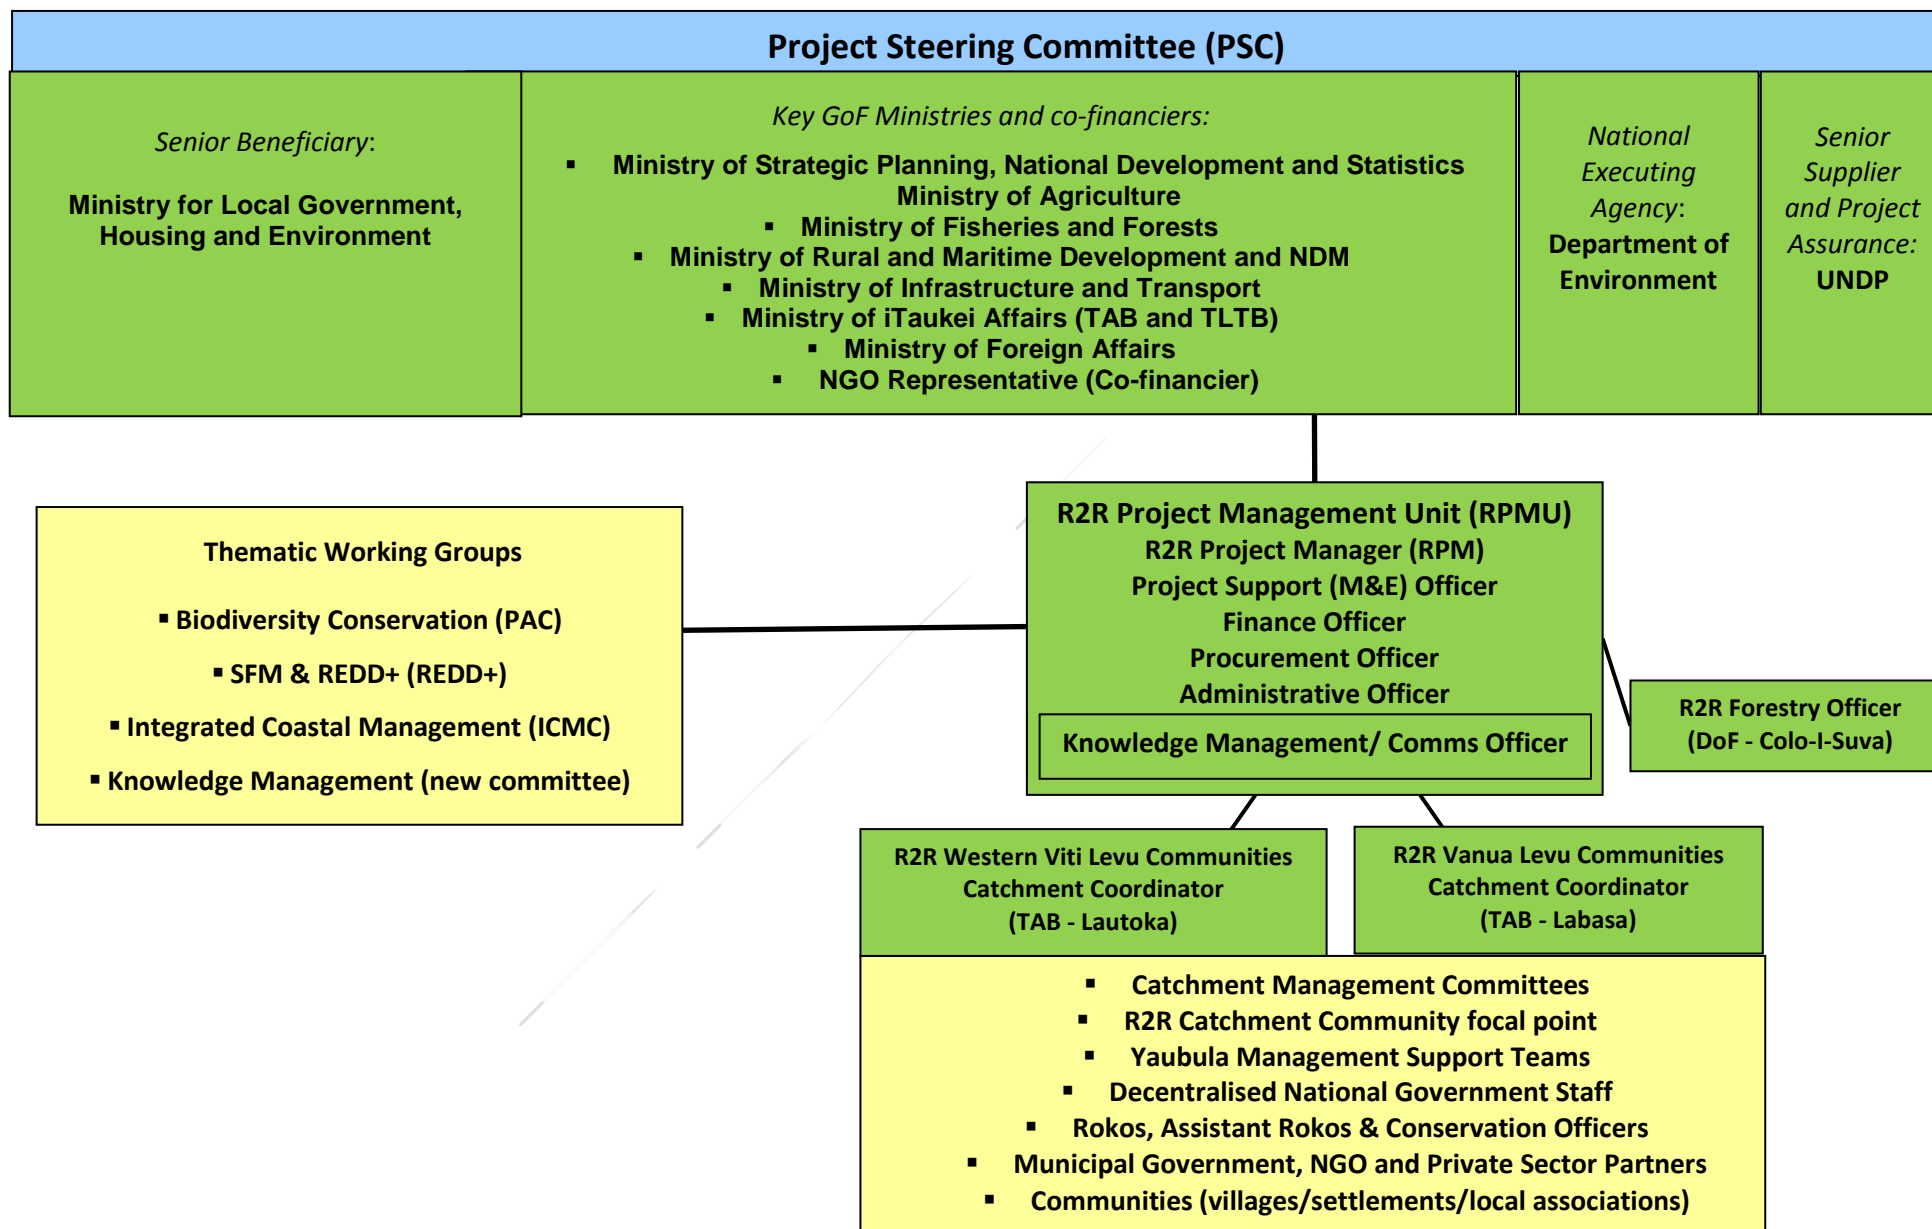 Project Steering Committee (PSC)
Senior Beneficiary:
Ministry for Local Government,
Housing and Environment
Key GoF Ministries and co-financiers:
▪ Ministry of Strategic Planning, National Development and Statistics
Ministry of Agriculture
▪ Ministry of Fisheries and Forests
▪ Ministry of Rural and Maritime Development and NDM
▪ Ministry of Infrastructure and Transport
▪ Ministry of iTaukei Affairs (TAB and TLTB)
▪ Ministry of Foreign Affairs
▪ NGO Representative (Co-financier)
National
Executing
Agency:
Department of
Environment
Senior
Supplier
and Project
Assurance:
UNDP
Thematic Working Groups
▪ Biodiversity Conservation (PAC)
▪ SFM & REDD+ (REDD+)
▪ Integrated Coastal Management (ICMC)
▪ Knowledge Management (new committee)
R2R Project Management Unit (RPMU)
R2R Project Manager (RPM)
Project Support (M&E) Officer
Finance Officer
Procurement Officer
Administrative Officer
Knowledge Management/ Comms Officer
R2R Forestry Officer
(DoF - Colo-I-Suva)
R2R Western Viti Levu Communities
Catchment Coordinator
(TAB - Lautoka)
R2R Vanua Levu Communities
Catchment Coordinator
(TAB - Labasa)
▪ Catchment Management Committees
▪ R2R Catchment Community focal point
▪ Yaubula Management Support Teams
▪ Decentralised National Government Staff
▪ Rokos, Assistant Rokos & Conservation Officers
▪ Municipal Government, NGO and Private Sector Partners
▪ Communities (villages/settlements/local associations)